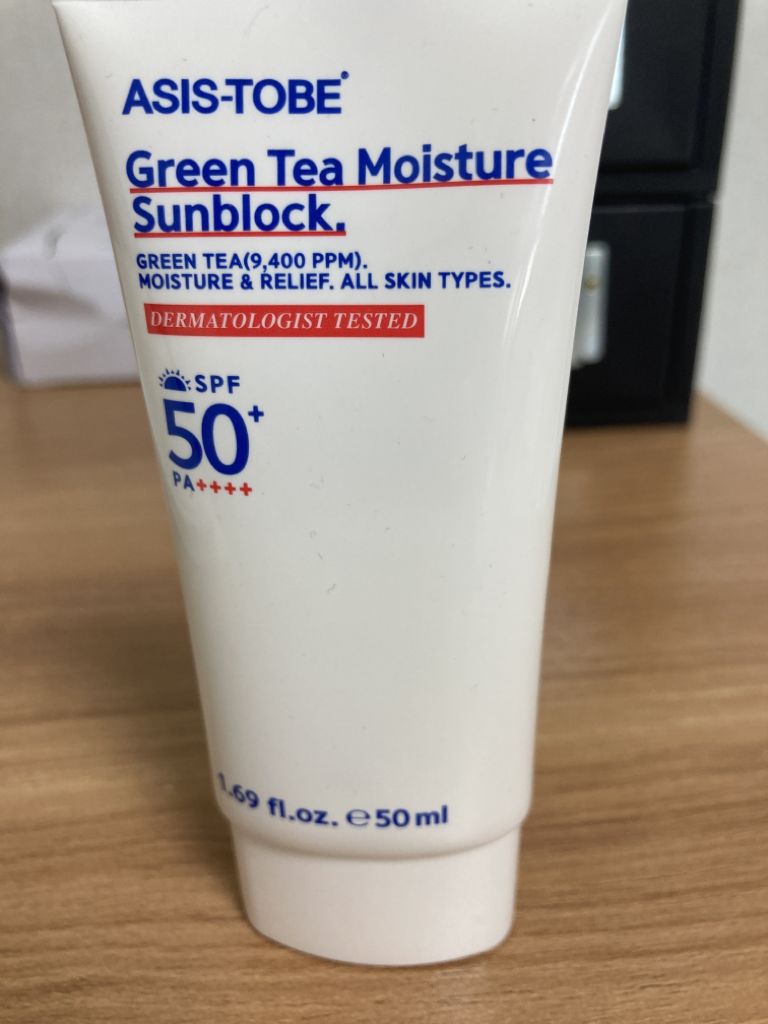 ASIS-TOBE®
Green Tea Moisture
Sunblock.
GREEN TEA(9,400 PPM).
MOISTURE & RELIEF. ALL SKIN TYPES.
DERMATOLOGIST TESTED
SPF
50+
PA++++
1.69 fl.oz. ℮50ml